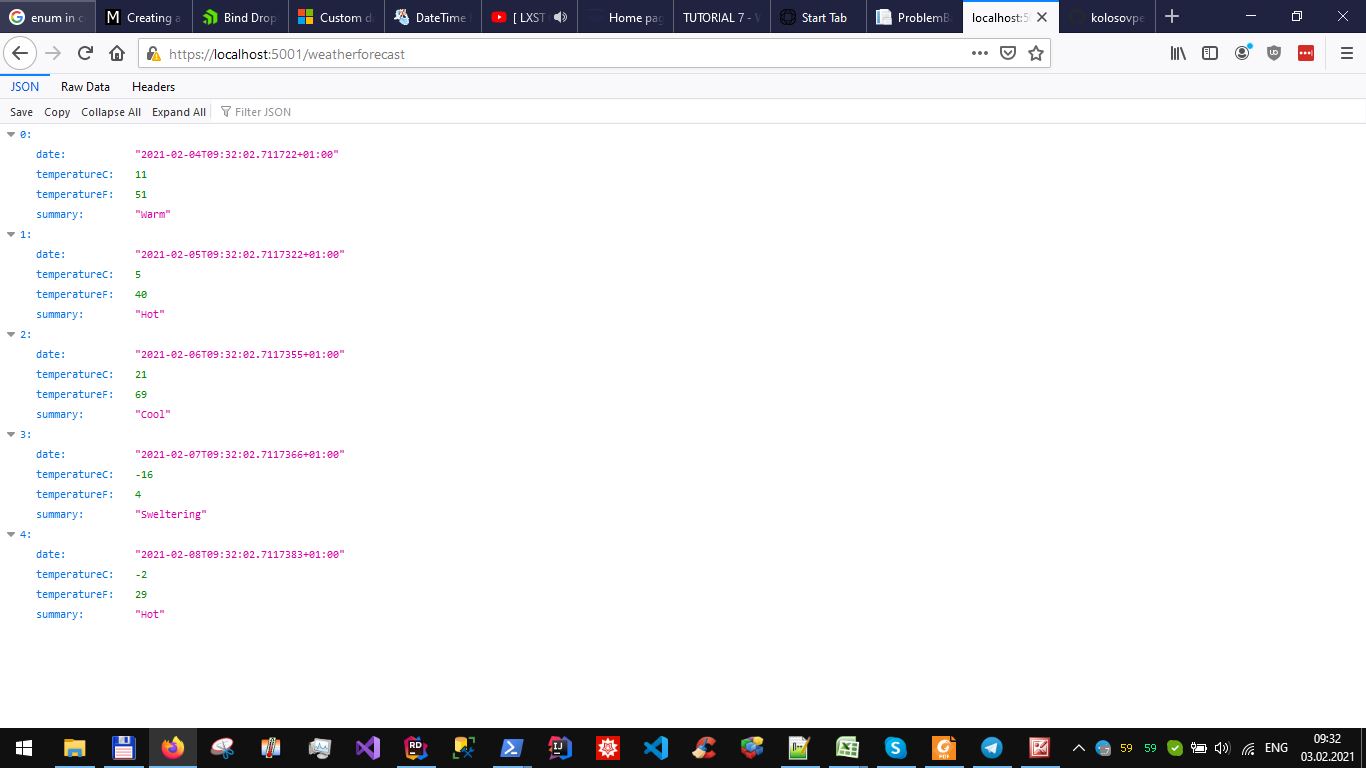 enum in c
Creating a
Bind Drop
Custom d
DateTime
[ LXST
Home pag
TUTORIAL 7 -
Start Tab
ProblemB
localhost:5
kolosovpe
https://localhost:5001/weatherforecast
JSON Raw Data Headers
Save Copy Collapse All Expand All Filter JSON
0:
date: "2021-02-04T09:32:02.711722+01:00"
temperatureC: 11
temperatureF: 51
summary: "Warm"
1:
date: "2021-02-05T09:32:02.7117322+01:00"
temperatureC: 5
temperatureF: 40
summary: "Hot"
2:
date: "2021-02-06T09:32:02.7117355+01:00"
temperatureC: 21
temperatureF: 69
summary: "Cool"
3:
date: "2021-02-07T09:32:02.7117366+01:00"
temperatureC: -16
temperatureF: 4
summary: "Sweltering"
4:
date: "2021-02-08T09:32:02.7117383+01:00"
temperatureC: -2
temperatureF: 29
summary: "Hot"
59 59 ENG
09:32
03.02.2021